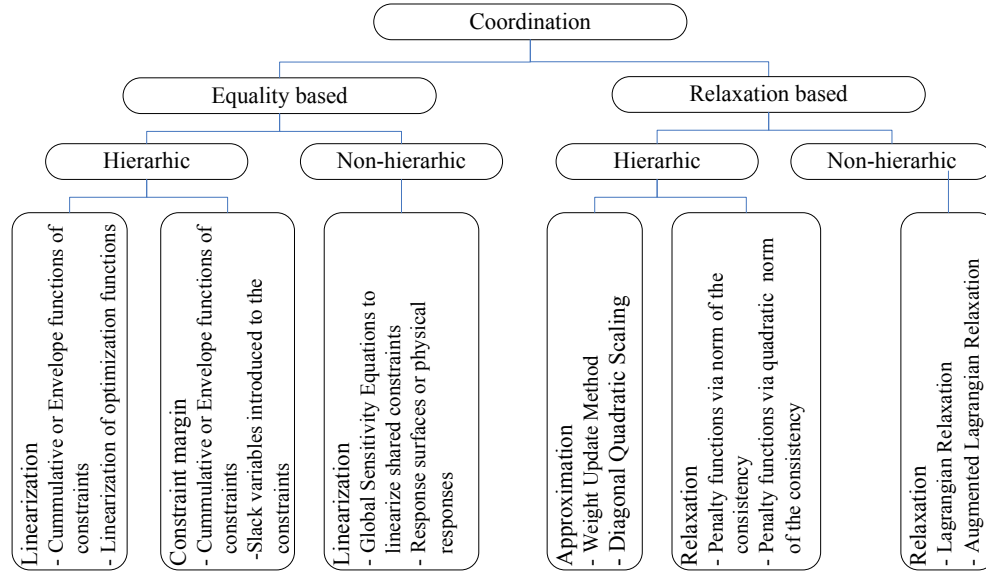 Coordination
Equality based
Relaxation based
Hierarhic
Non-hierarhic
Hierarhic
Non-hierarhic
Linearization
- Cummulative or Envelope functions of
constraints
- Linearization of optimization functions
Constraint margin
- Cummulative or Envelope functions of
constraints
-Slack variables introduced to the
constraints
Linearization
- Global Sensitivity Equations to
linearize shared constraints
- Response surfaces or physical
responses
Approximation
- Weight Update Method
- Diagonal Quadratic Scaling
Relaxation
- Penalty functions via norm of the
consistency
- Penalty functions via quadratic norm
of the consistency
Relaxation
- Lagrangian Relaxation
- Augmented Lagrangian Relaxation